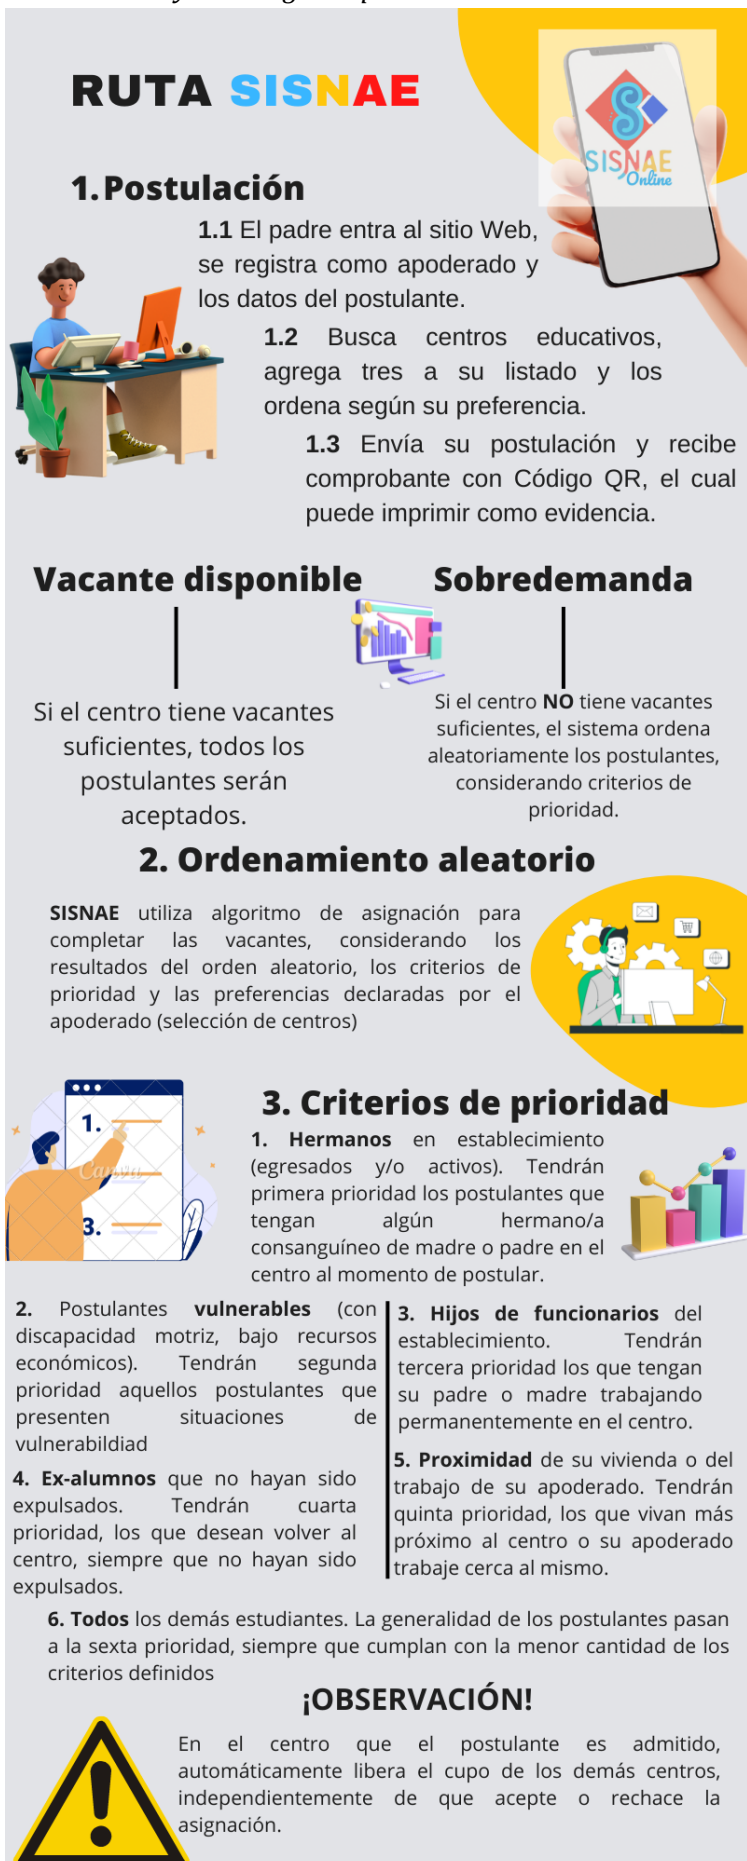 RUTA SISNAE
SISNAE
Online
1. Postulación
1.1 El padre entra al sitio Web,
se registra como apoderado y
los datos del postulante.
1.2 Busca centros educativos,
agrega tres a su listado y los
ordena según su preferencia.
1.3 Envía su postulación y recibe
comprobante con Código QR, el cual
puede imprimir como evidencia.
Vacante disponible
Si el centro tiene vacantes
suficientes, todos los
postulantes serán
aceptados.
Sobredemanda
Si el centro NO tiene vacantes
suficientes, el sistema ordena
aleatoriamente los postulantes,
considerando criterios de
prioridad.
2. Ordenamiento aleatorio
SISNAE utiliza algoritmo de asignación para
completar las vacantes, considerando los
resultados del orden aleatorio, los criterios de
prioridad y las preferencias declaradas por el
apoderado (selección de centros)
1.
Canva
3.
3. Criterios de prioridad
1. Hermanos en establecimiento
(egresados y/o activos). Tendrán
primera prioridad los postulantes que
tengan algún hermano/a
consanguíneo de madre o padre en el
centro al momento de postular.
2. Postulantes vulnerables (con
discapacidad motriz, bajo recursos
económicos). Tendrán segunda
prioridad aquellos postulantes que
presenten situaciones de
vulnerabildiad
3. Hijos de funcionarios del
establecimiento. Tendrán
tercera prioridad los que tengan
su padre o madre trabajando
permanentemente en el centro.
4. Ex-alumnos que no hayan sido
expulsados. Tendrán cuarta
prioridad, los que desean volver al
centro, siempre que no hayan sido
expulsados.
5. Proximidad de su vivienda o del
trabajo de su apoderado. Tendrán
quinta prioridad, los que vivan más
próximo al centro o su apoderado
trabaje cerca al mismo.
6. Todos los demás estudiantes. La generalidad de los postulantes pasan
a la sexta prioridad, siempre que cumplan con la menor cantidad de los
criterios definidos
¡OBSERVACIÓN!
En el centro que el postulante es admitido,
automáticamente libera el cupo de los demás centros,
independientemente de que acepte o rechace la
asignación.